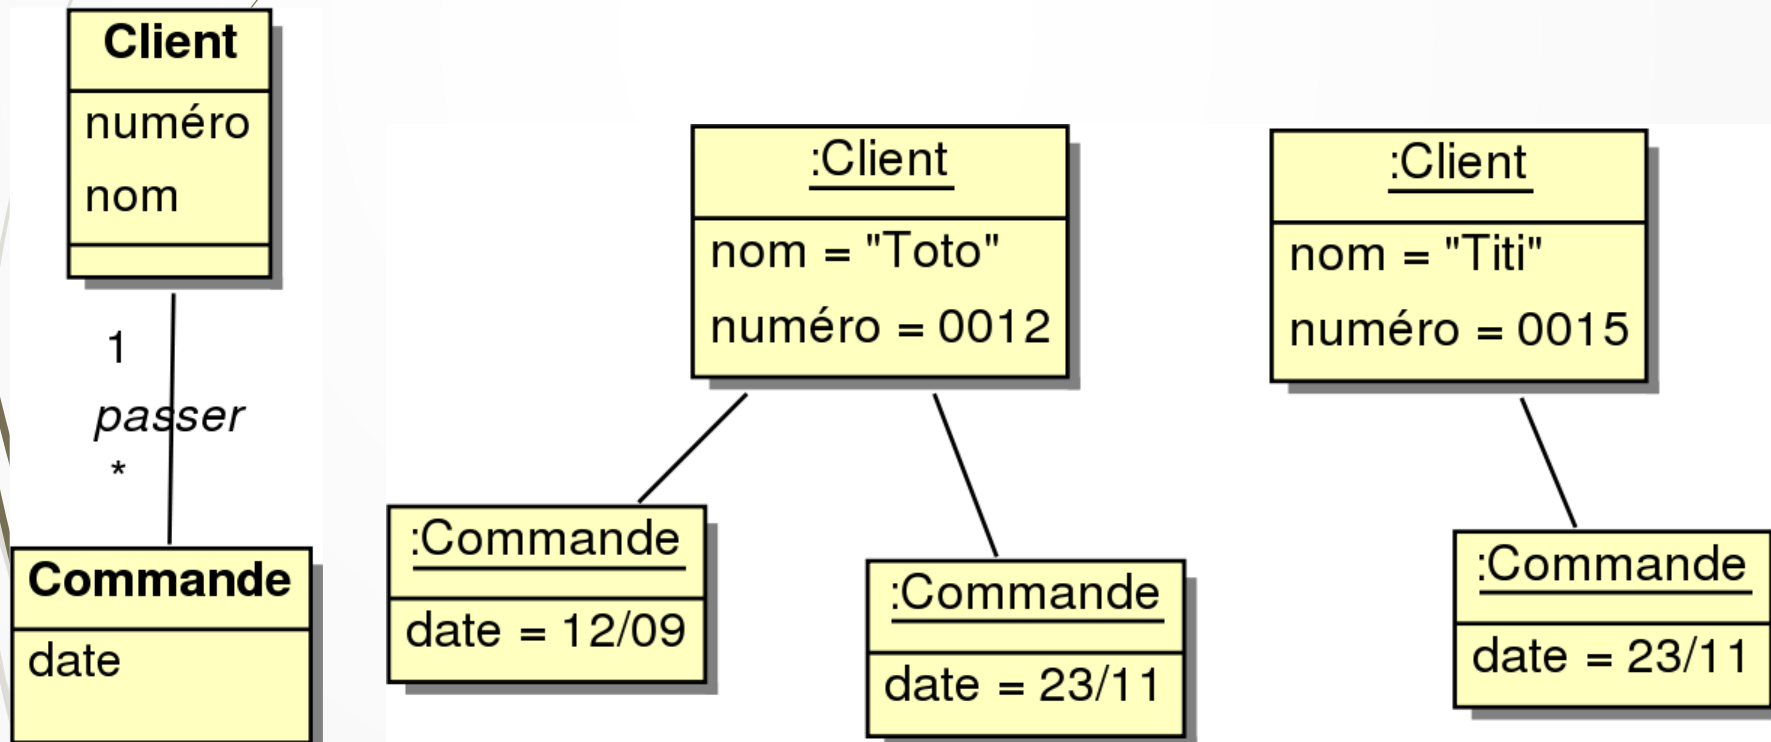 Client
numéro
nom
1
passer
*
Commande
date
:Client
nom = "Toto"
numéro = 0012
:Commande
date = 12/09
:Commande
date = 23/11
:Client
nom = "Titi"
numéro = 0015
:Commande
date = 23/11